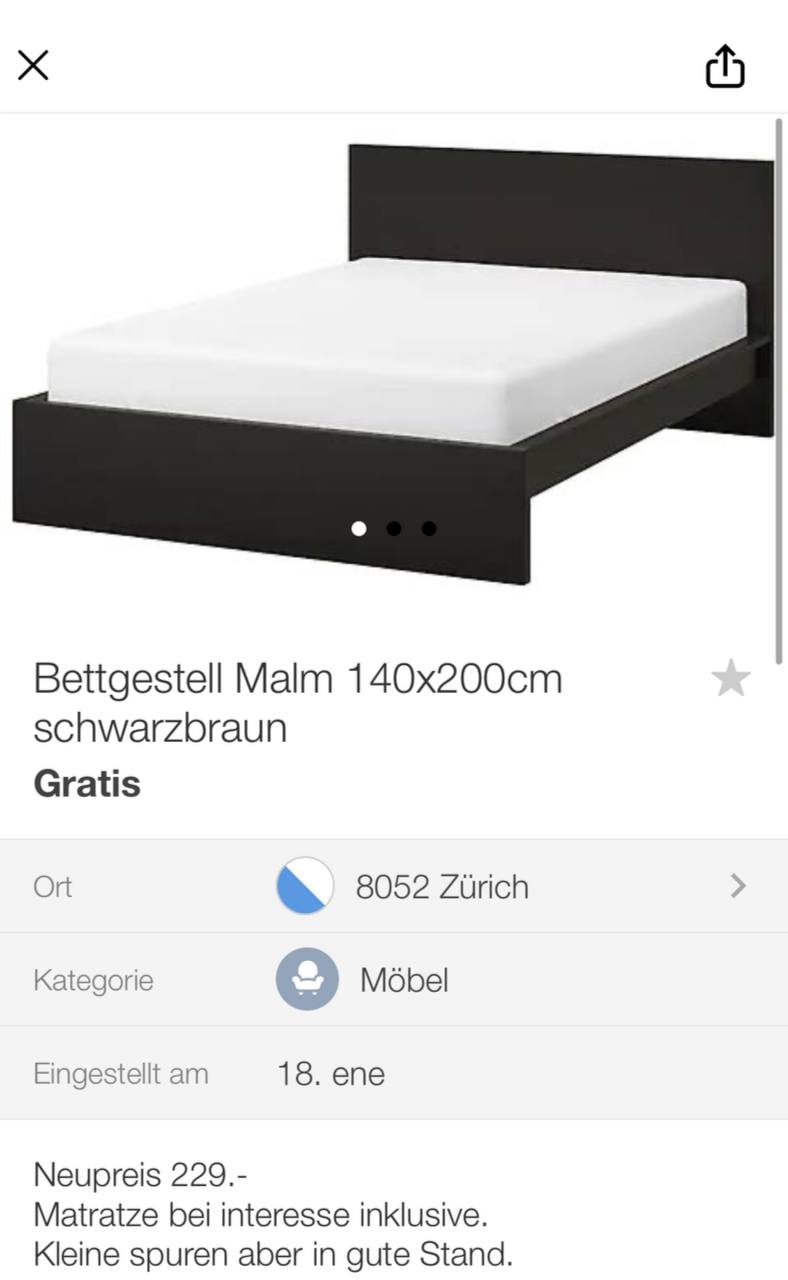 Bettgestell Malm 140x200cm
schwarzbraun
Gratis
Ort 8052 Zürich
Kategorie Möbel
Eingestellt am 18. ene
Neupreis 229.-
Matratze bei interesse inklusive.
Kleine spuren aber in gute Stand.